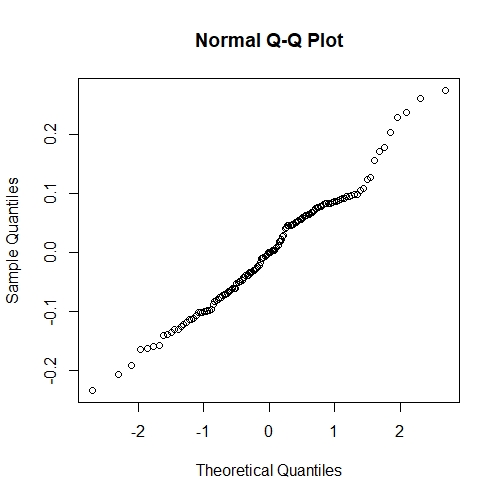 Normal Q-Q Plot
Sample Quantiles
0.2
0.1
0.0
-0.1
-0.2
-2 -1 0 1 2
Theoretical Quantiles